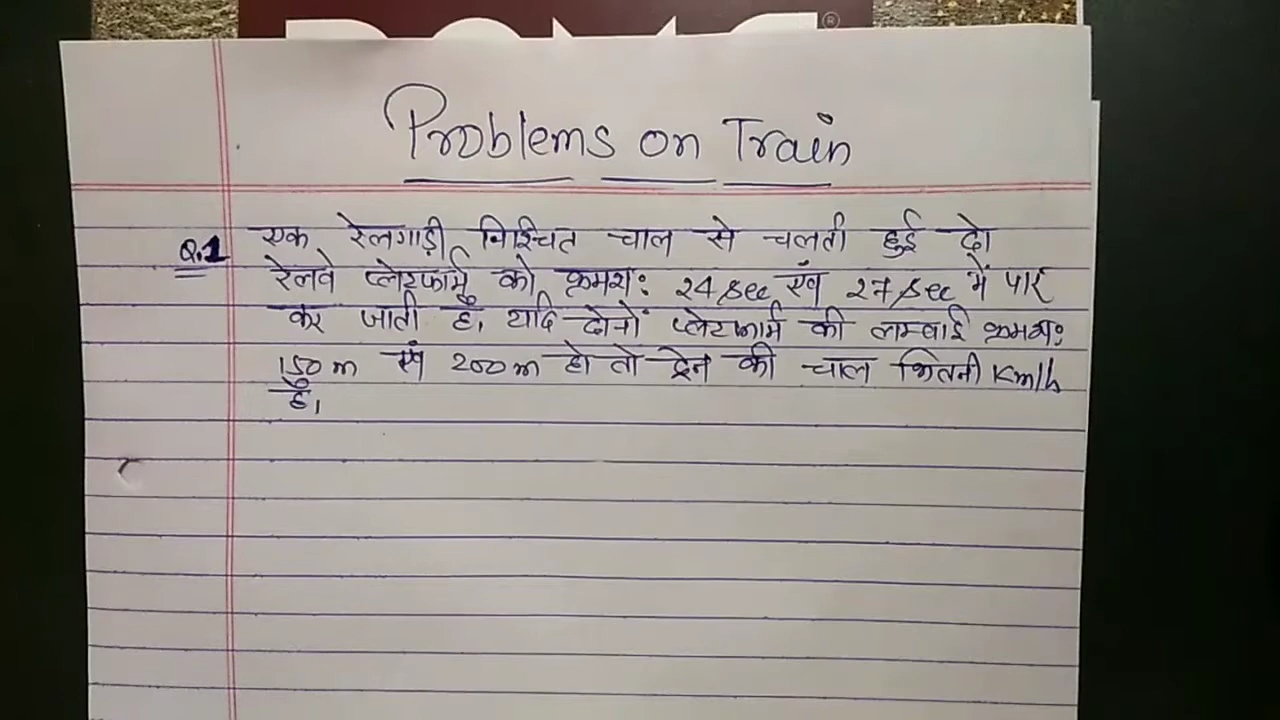 Problems on Train
Q.1 एक रेलगाड़ी निश्चित चाल से चलती हुई दो
रेलवे प्लेटफार्म को क्रमशः 24 sec एवं 27 sec में पार
कर जाती है। यदि दोनों प्लेटफार्म की लम्बाई क्रमशः
150 m एवं 200 m हो तो ट्रेन की चाल कितनी Km/h
है।